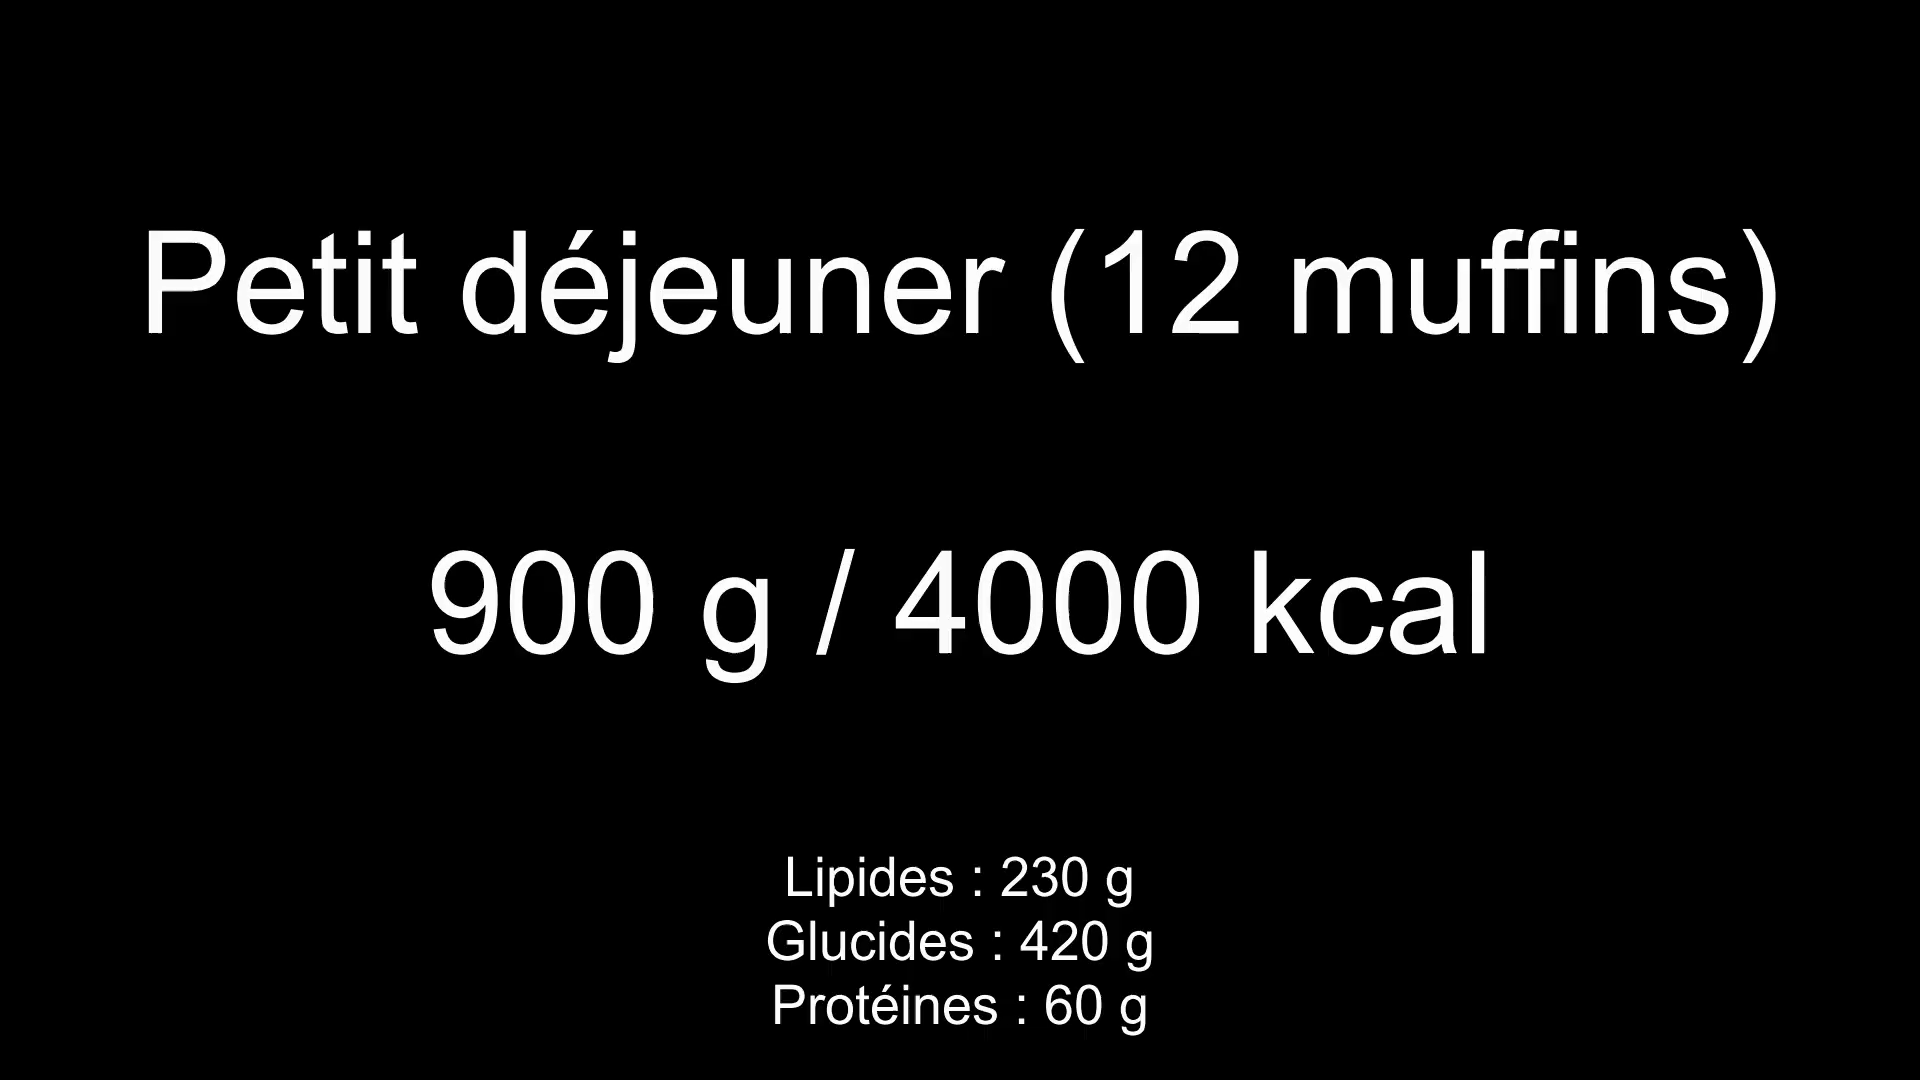 Petit déjeuner (12 muffins)
900 g / 4000 kcal
Lipides : 230 g
Glucides : 420 g
Protéines : 60 g